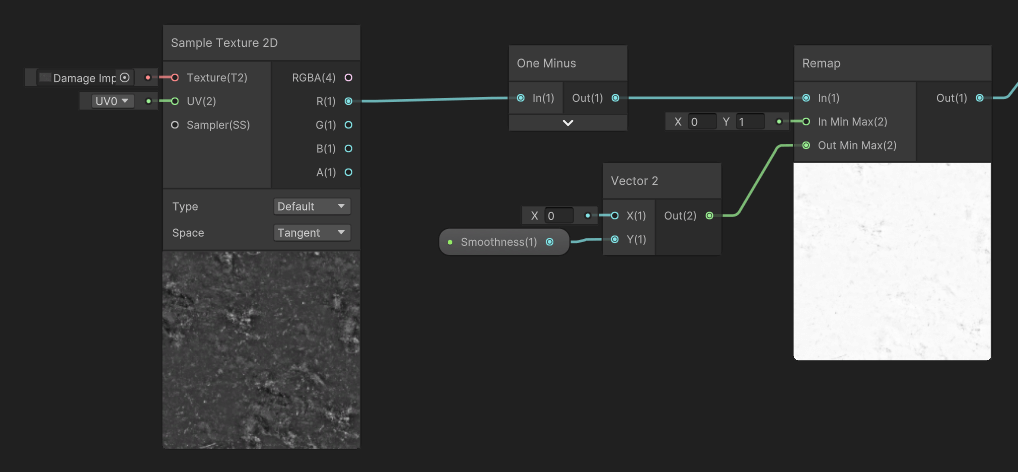 Sample Texture 2D
Damage Imp
Texture(T2)
RGBA(4)
UV0
UV(2)
R(1)
Sampler(SS)
G(1)
B(1)
A(1)
Type
Default
Space
Tangent
One Minus
In(1)
Out(1)
Vector 2
X 0
X(1)
Out(2)
Smoothness(1)
Y(1)
Remap
In(1)
Out(1)
X 0 Y 1
In Min Max(2)
Out Min Max(2)